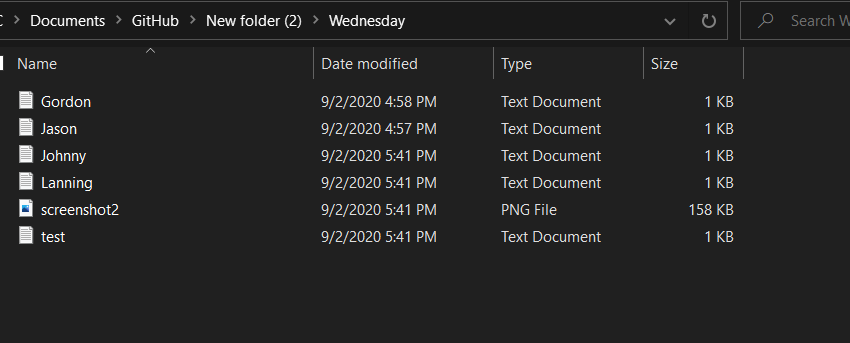 Documents > GitHub > New folder (2) > Wednesday Search W
Name Date modified Type Size
Gordon 9/2/2020 4:58 PM Text Document 1 KB
Jason 9/2/2020 4:57 PM Text Document 1 KB
Johnny 9/2/2020 5:41 PM Text Document 1 KB
Lanning 9/2/2020 5:41 PM Text Document 1 KB
screenshot2 9/2/2020 5:41 PM PNG File 158 KB
test 9/2/2020 5:41 PM Text Document 1 KB